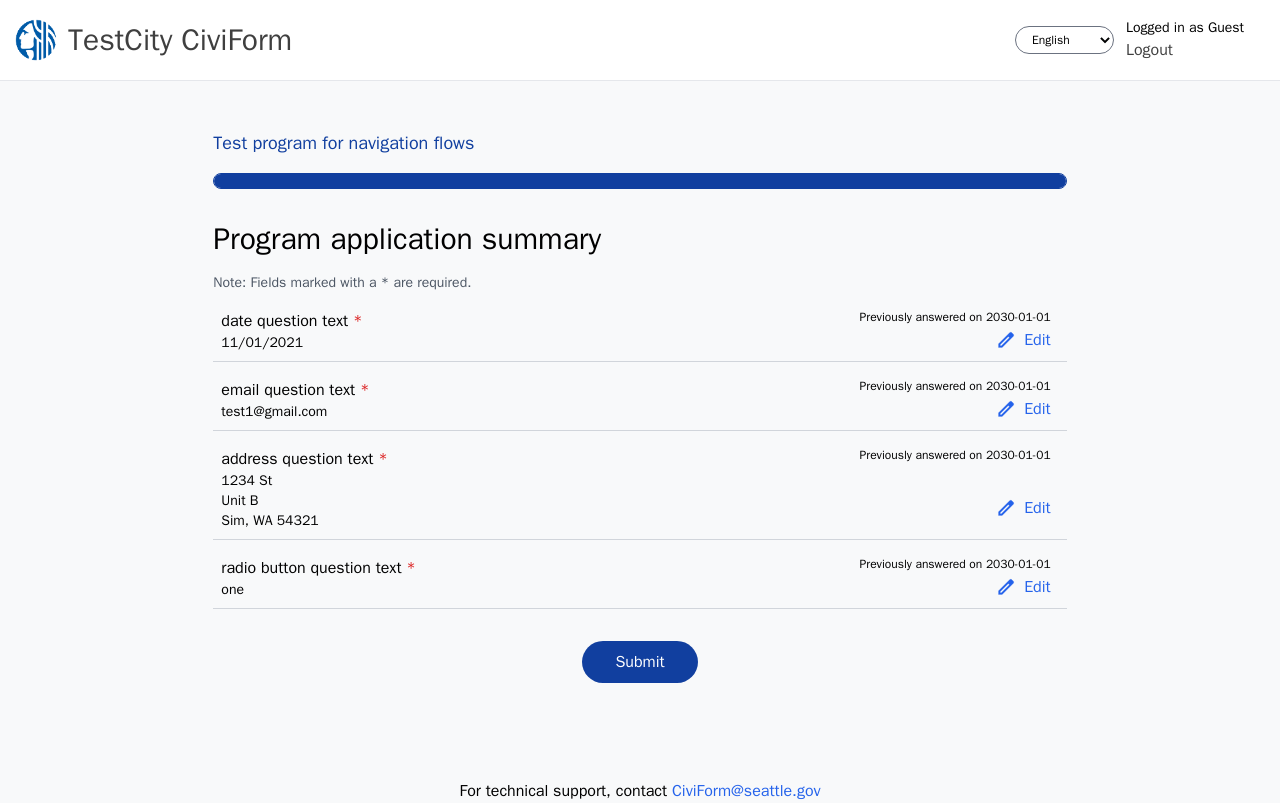 TestCity CiviForm
English
Logged in as Guest
Logout
Test program for navigation flows
Program application summary
Note: Fields marked with a * are required.
date question text *
Previously answered on 2030-01-01
11/01/2021
Edit
email question text *
Previously answered on 2030-01-01
test1@gmail.com
Edit
address question text *
Previously answered on 2030-01-01
1234 St
Unit B
Edit
Sim, WA 54321
radio button question text *
Previously answered on 2030-01-01
one
Edit
Submit
For technical support, contact CiviForm@seattle.gov